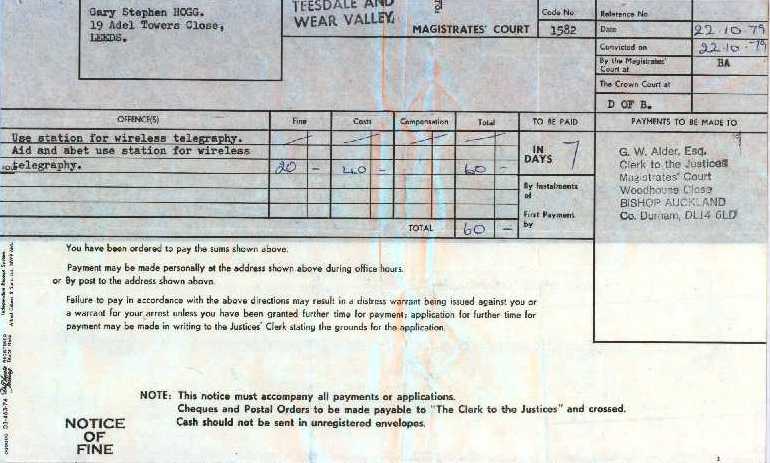 Gary Stephen HOGG.
19 Adel Towers Close,
LEEDS.
TEESDALE AND
WEAR VALLEY
MAGISTRATES' COURT
Code No.
1582
Reference No
Date 22·10·79
Convicted on 22·10·79
By the Magistrates' Court at BA
The Crown Court at
D OF B.
OFFENCE(S) Fine Costs Compensation Total TO BE PAID PAYMENTS TO BE MADE TO
Use station for wireless telegraphy.
Aid and abet use station for wireless
telegraphy. 20 - 40 - 60 -
IN DAYS 7
By Instalments of
First Payment by
TOTAL 60 -
G. W. Alder, Esq.
Clerk to the Justices
Magistrates' Court
Woodhouse Close
BISHOP AUCKLAND
Co. Durham, DL14 6LD
You have been ordered to pay the sums shown above.
Payment may be made personally at the address shown above during office hours.
or By post to the address shown above.
Failure to pay in accordance with the above directions may result in a distress warrant being issued against you or
a warrant for your arrest unless you have been granted further time for payment; application for further time for
payment may be made in writing to the Justices' Clerk stating the grounds for the application.
NOTE: This notice must accompany all payments or applications.
Cheques and Postal Orders to be made payable to "The Clerk to the Justices" and crossed.
Cash should not be sent in unregistered envelopes.
NOTICE
OF
FINE